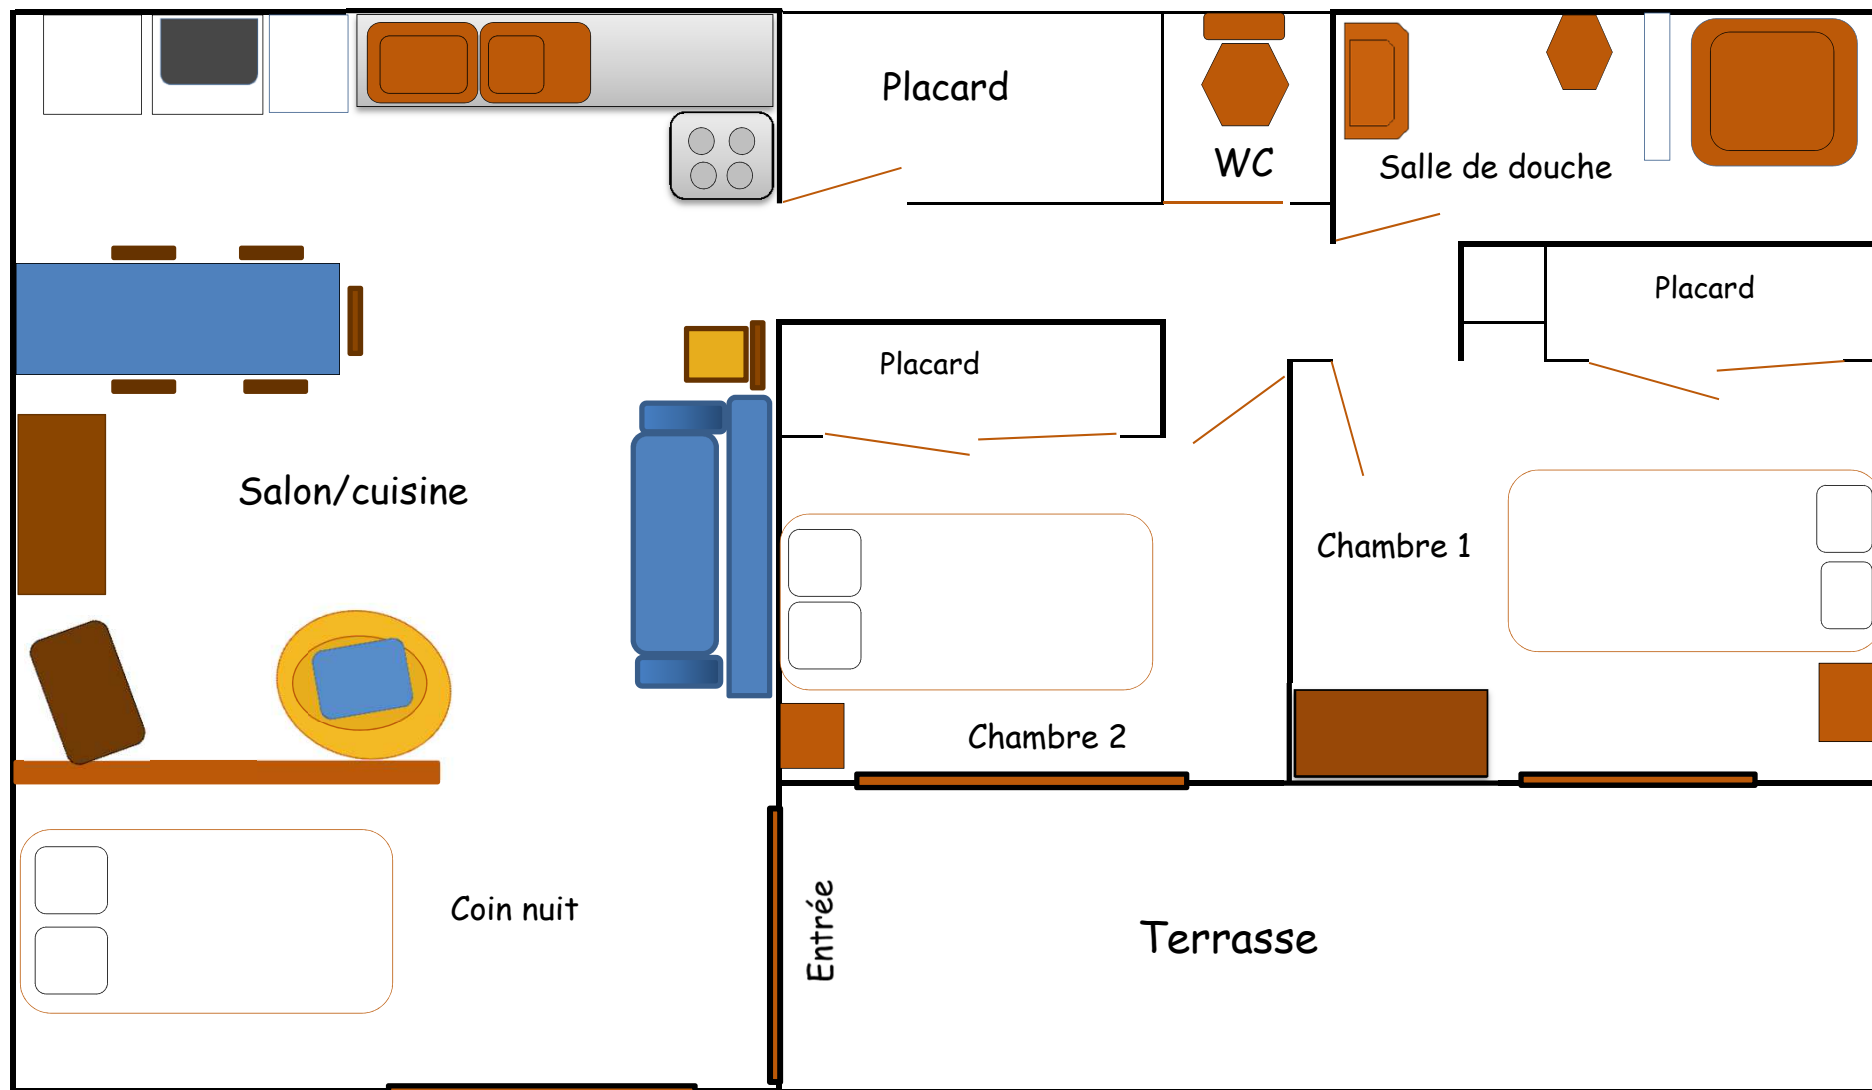 Placard
WC
Salle de douche
Placard
Placard
Salon/cuisine
Chambre 1
Chambre 2
Coin nuit
Entrée
Terrasse